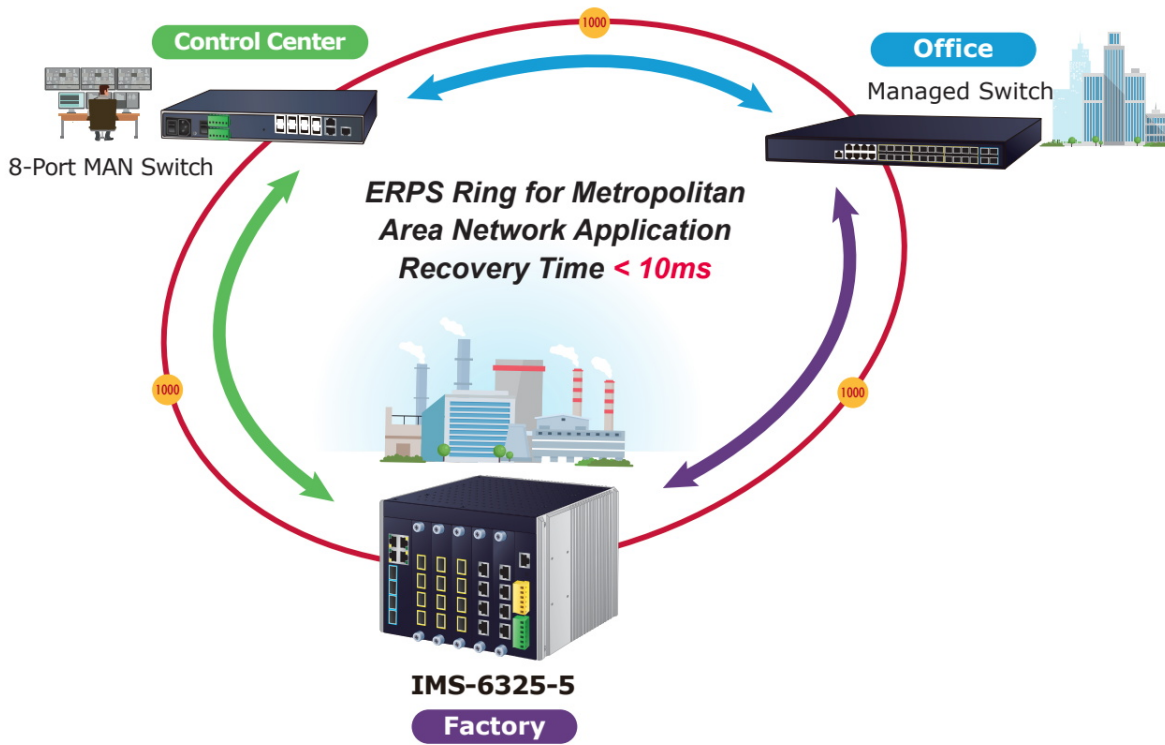 1000
Control Center
Office
Managed Switch
8-Port MAN Switch
ERPS Ring for Metropolitan
Area Network Application
Recovery Time < 10ms
1000
1000
IMS-6325-5
Factory